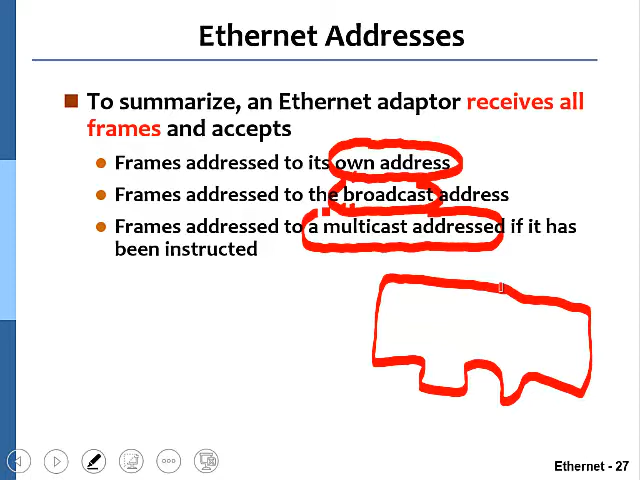 Ethernet Addresses
To summarize, an Ethernet adaptor receives all
frames and accepts
Frames addressed to its own address
Frames addressed to the broadcast address
Frames addressed to a multicast addressed if it has
been instructed
Ethernet - 27